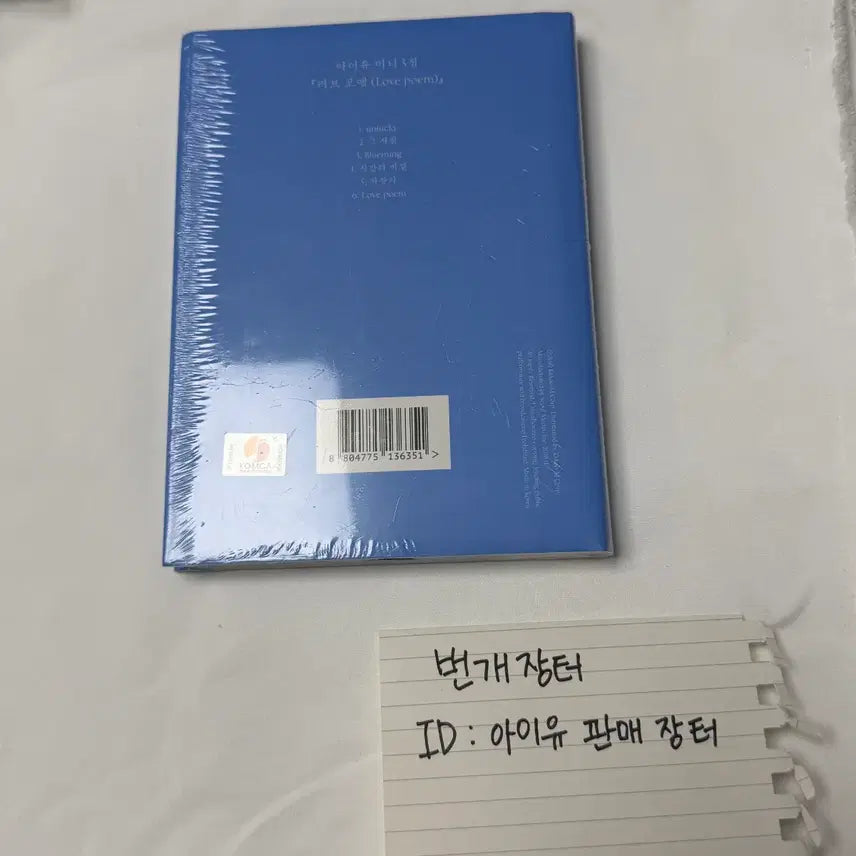 아이유 미니 5집
『러브 포엠 (Love poem)』
1. unlucky
2. 그 사람
3. Blueming
4. 시간의 바깥
5. 자장가
6. Love poem
KOMCA
8 804775 136351 >
번개장터
ID : 아이유 판매 장터